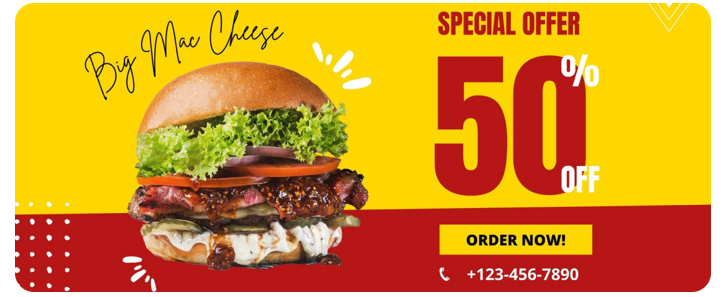 Big Mac Cheese
SPECIAL OFFER
50%
OFF
ORDER NOW!
+123-456-7890